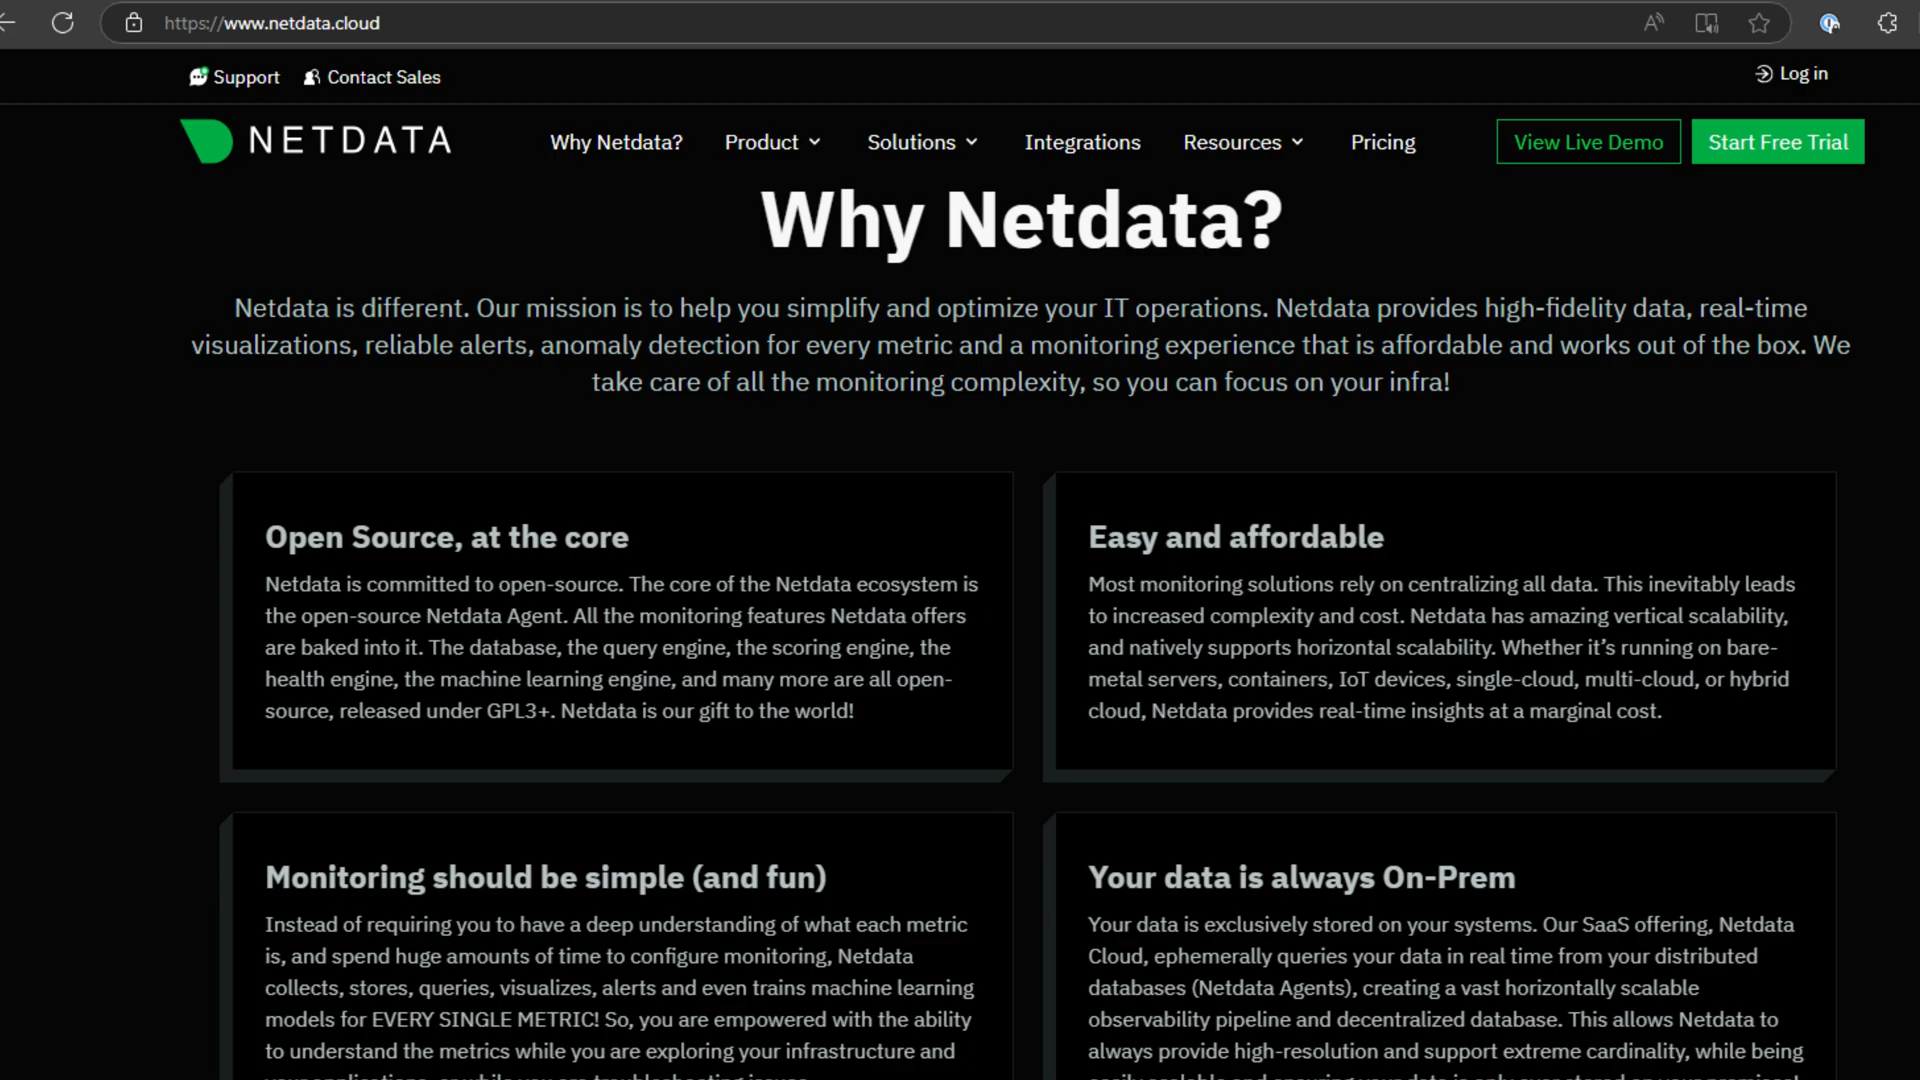 https://www.netdata.cloud
Support Contact Sales
Log in
NETDATA
Why Netdata? Product Solutions Integrations Resources Pricing
View Live Demo Start Free Trial
Why Netdata?
Netdata is different. Our mission is to help you simplify and optimize your IT operations. Netdata provides high-fidelity data, real-time
visualizations, reliable alerts, anomaly detection for every metric and a monitoring experience that is affordable and works out of the box. We
take care of all the monitoring complexity, so you can focus on your infra!
Open Source, at the core
Netdata is committed to open-source. The core of the Netdata ecosystem is
the open-source Netdata Agent. All the monitoring features Netdata offers
are baked into it. The database, the query engine, the scoring engine, the
health engine, the machine learning engine, and many more are all open-
source, released under GPL3+. Netdata is our gift to the world!
Easy and affordable
Most monitoring solutions rely on centralizing all data. This inevitably leads
to increased complexity and cost. Netdata has amazing vertical scalability,
and natively supports horizontal scalability. Whether it’s running on bare-
metal servers, containers, IoT devices, single-cloud, multi-cloud, or hybrid
cloud, Netdata provides real-time insights at a marginal cost.
Monitoring should be simple (and fun)
Instead of requiring you to have a deep understanding of what each metric
is, and spend huge amounts of time to configure monitoring, Netdata
collects, stores, queries, visualizes, alerts and even trains machine learning
models for EVERY SINGLE METRIC! So, you are empowered with the ability
to understand the metrics while you are exploring your infrastructure and
Your data is always On-Prem
Your data is exclusively stored on your systems. Our SaaS offering, Netdata
Cloud, ephemerally queries your data in real time from your distributed
databases (Netdata Agents), creating a vast horizontally scalable
observability pipeline and decentralized database. This allows Netdata to
always provide high-resolution and support extreme cardinality, while being